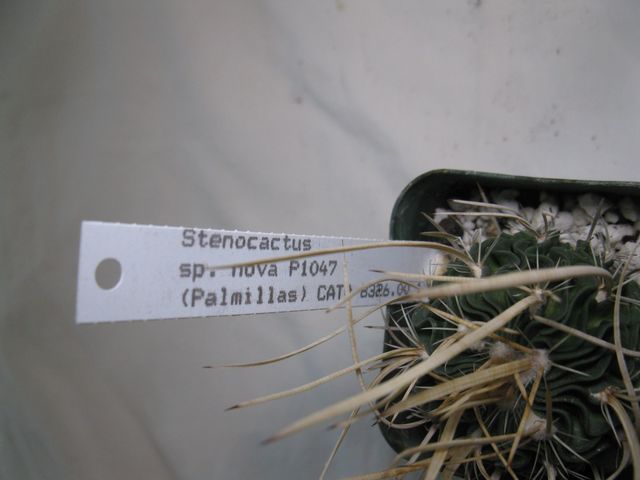 Stenocactus
sp. nova P1047
(Palmillas) CAT